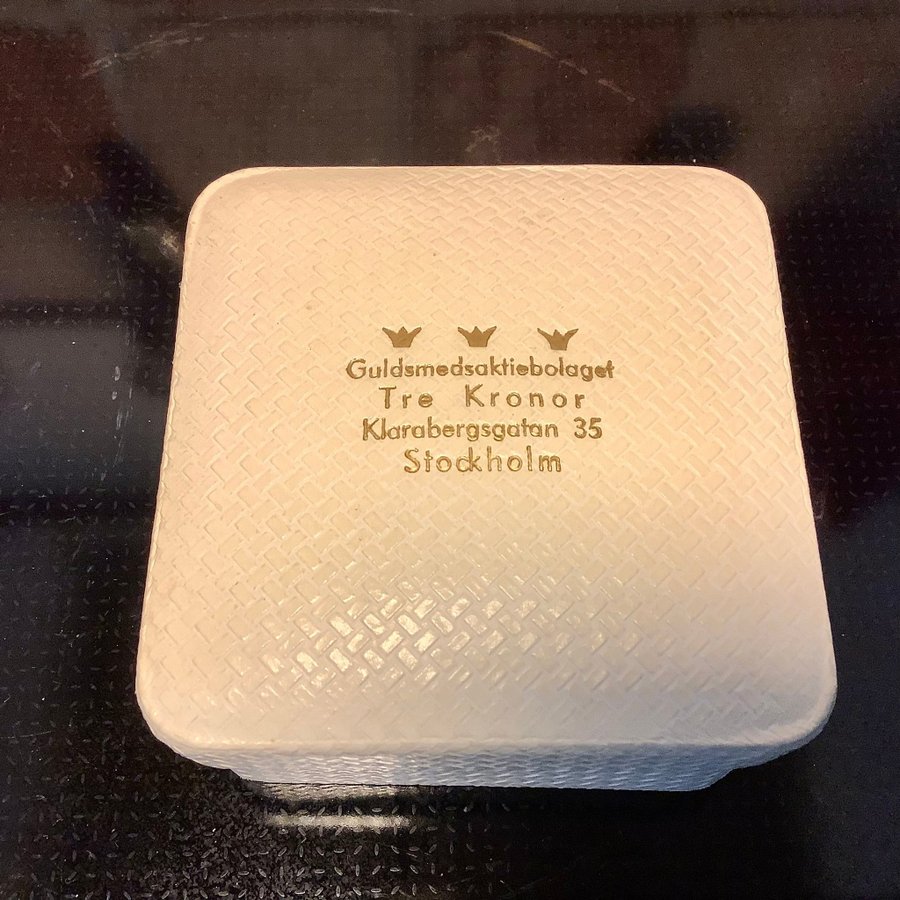 Guldsmedsaktiebolaget
Tre Kronor
Klarabergsgatan 35
Stockholm